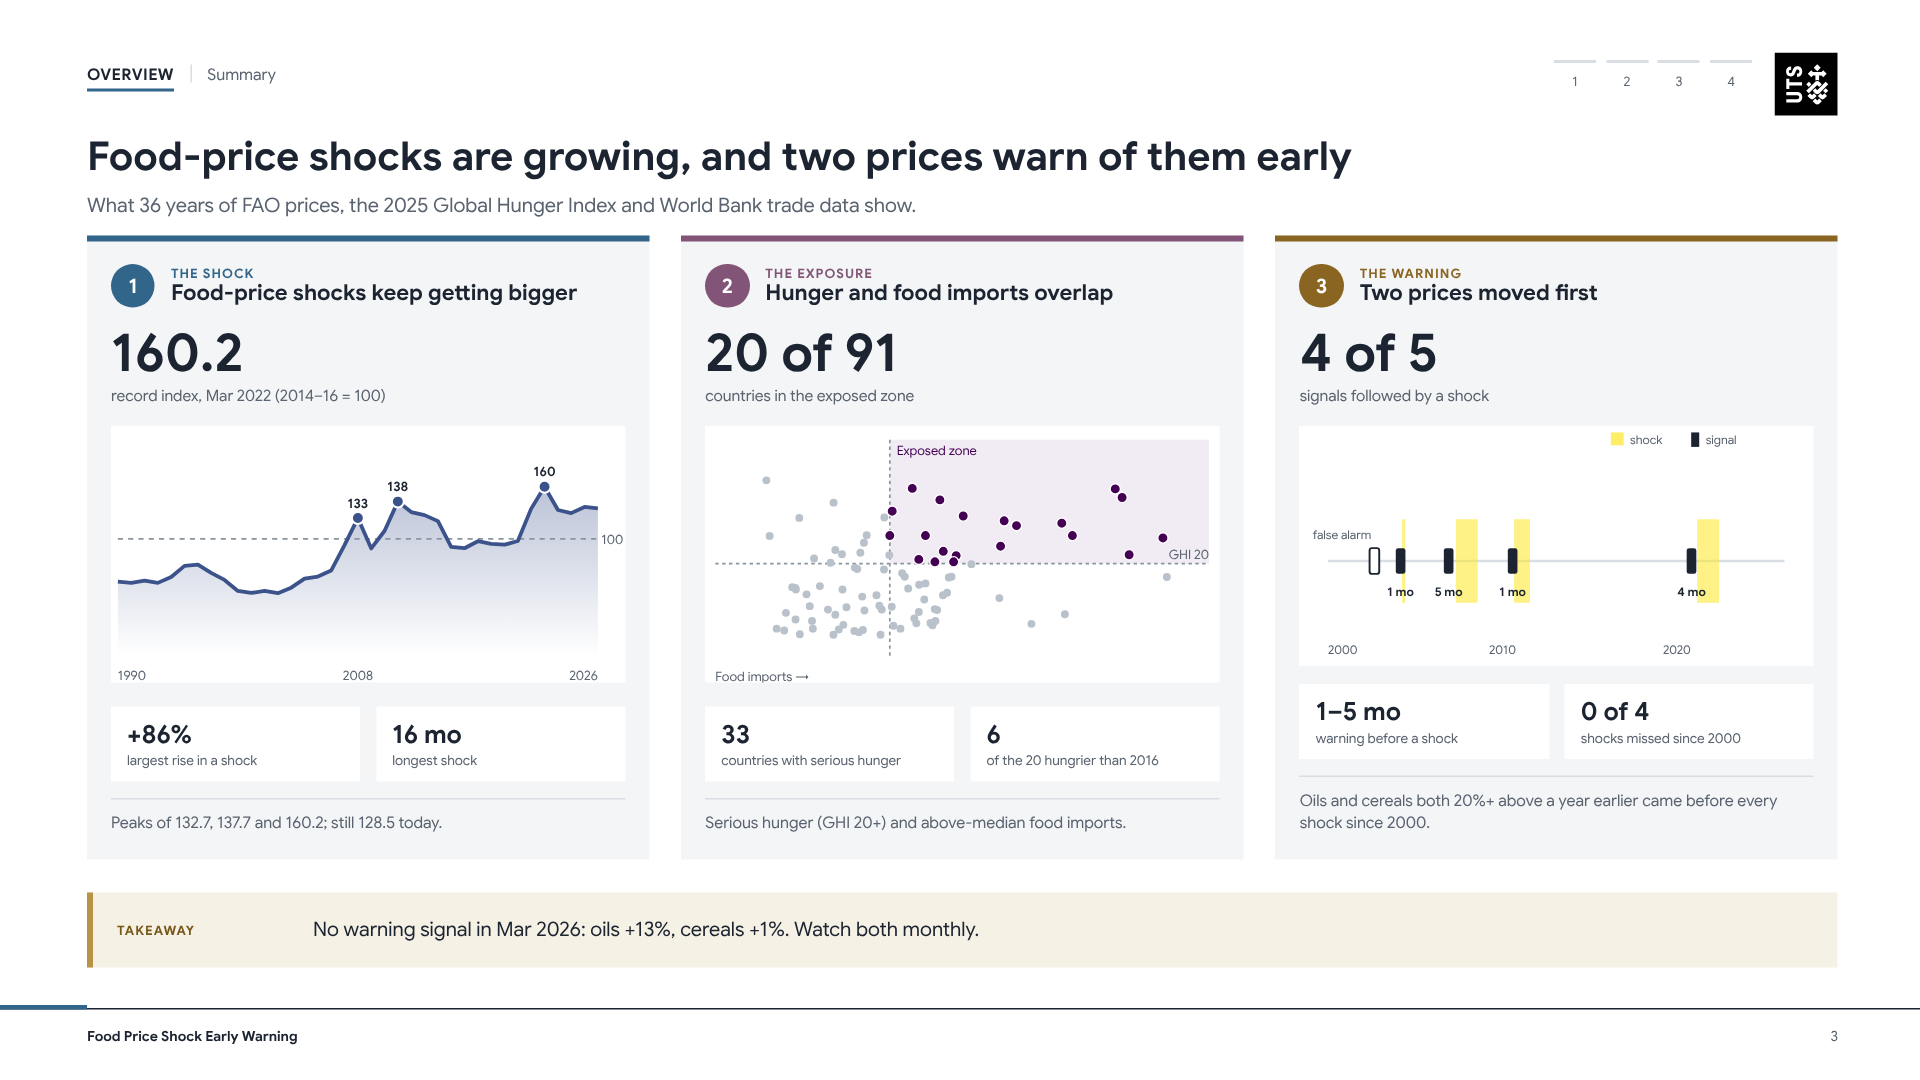 OVERVIEW
Summary
1 2 3 4
UTS
Food-price shocks are growing, and two prices warn of them early
What 36 years of FAO prices, the 2025 Global Hunger Index and World Bank trade data show.
1
THE SHOCK
Food-price shocks keep getting bigger
160.2
record index, Mar 2022 (2014–16 = 100)
160
138
133
100
1990 2008 2026
+86%
largest rise in a shock
16 mo
longest shock
Peaks of 132.7, 137.7 and 160.2; still 128.5 today.
2
THE EXPOSURE
Hunger and food imports overlap
20 of 91
countries in the exposed zone
Exposed zone
GHI 20
Food imports →
33
countries with serious hunger
6
of the 20 hungrier than 2016
Serious hunger (GHI 20+) and above-median food imports.
3
THE WARNING
Two prices moved first
4 of 5
signals followed by a shock
shock signal
false alarm
1 mo 5 mo 1 mo 4 mo
2000 2010 2020
1–5 mo
warning before a shock
0 of 4
shocks missed since 2000
Oils and cereals both 20%+ above a year earlier came before every
shock since 2000.
TAKEAWAY
No warning signal in Mar 2026: oils +13%, cereals +1%. Watch both monthly.
Food Price Shock Early Warning
3